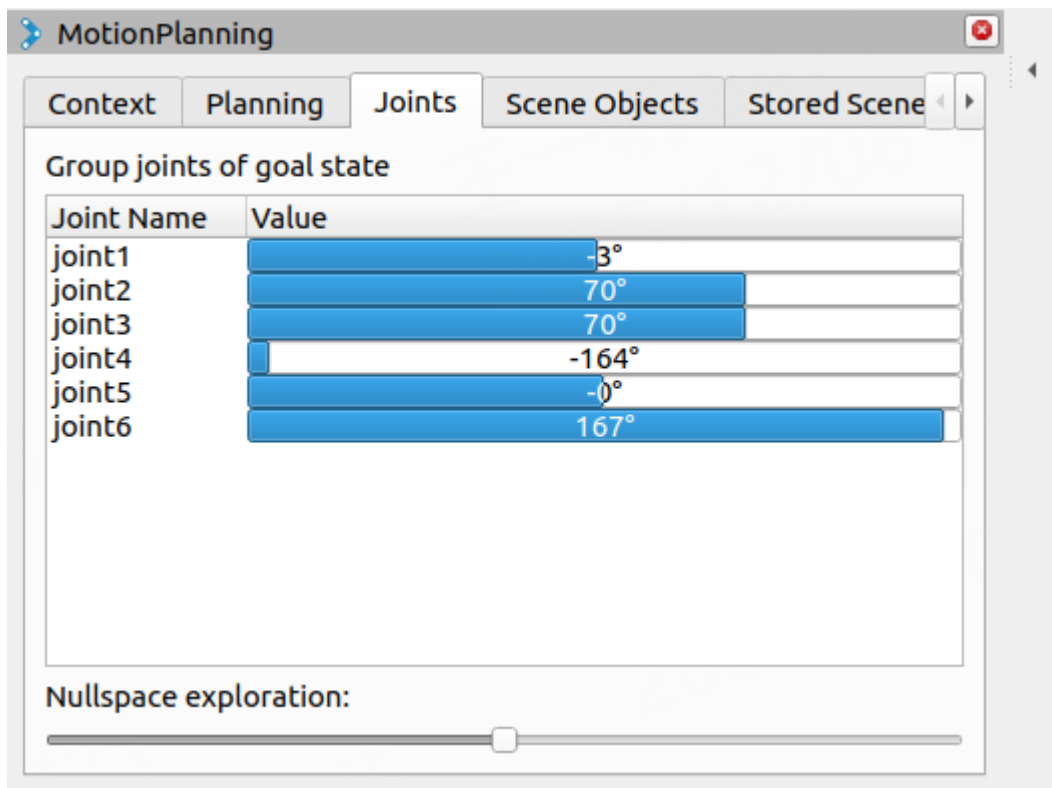 MotionPlanning
Context Planning Joints Scene Objects Stored Scene
Group joints of goal state
Joint Name Value
joint1 -3°
joint2 70°
joint3 70°
joint4 -164°
joint5 -0°
joint6 167°
Nullspace exploration: